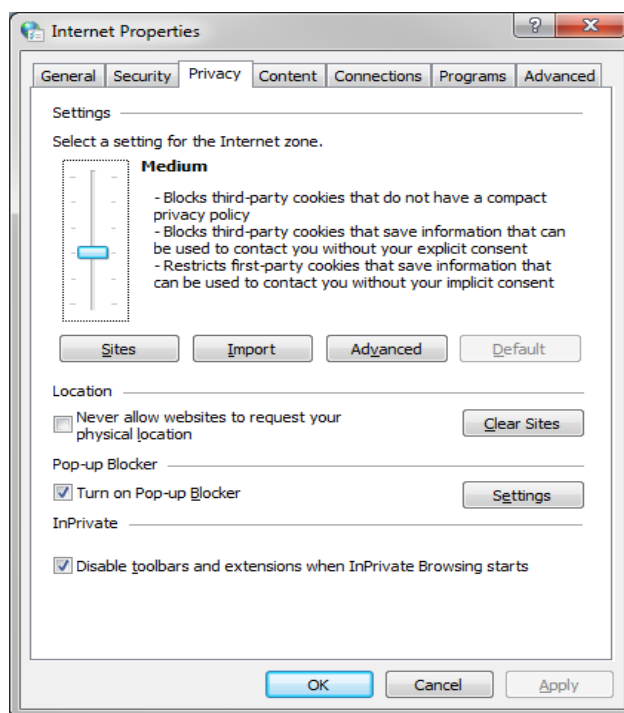 Internet Properties
General Security Privacy Content Connections Programs Advanced
Settings
Select a setting for the Internet zone.
Medium
- Blocks third-party cookies that do not have a compact
privacy policy
- Blocks third-party cookies that save information that can
be used to contact you without your explicit consent
- Restricts first-party cookies that save information that
can be used to contact you without your implicit consent
Sites Import Advanced Default
Location
Never allow websites to request your
physical location
Clear Sites
Pop-up Blocker
Turn on Pop-up Blocker Settings
InPrivate
Disable toolbars and extensions when InPrivate Browsing starts
OK Cancel Apply